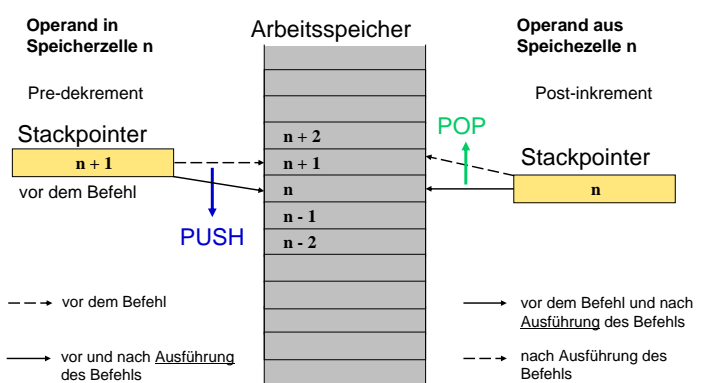 Operand in
Speicherzelle n
Arbeitsspeicher
Operand aus
Speichezelle n
Pre-dekrement
Post-inkrement
Stackpointer
n + 1
vor dem Befehl
PUSH
n + 2
n + 1
n
n - 1
n - 2
POP
Stackpointer
n
vor dem Befehl
vor und nach Ausführung
des Befehls
vor dem Befehl und nach
Ausführung des Befehls
nach Ausführung des
Befehls